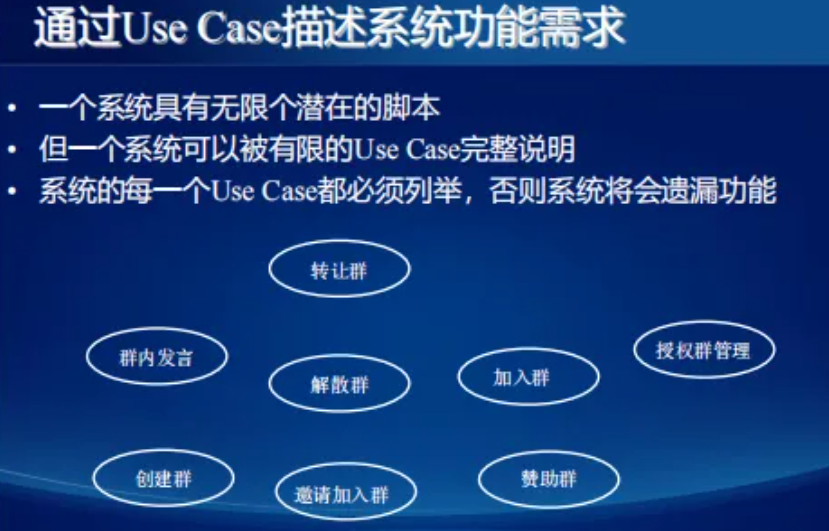 通过Use Case描述系统功能需求
• 一个系统具有无限个潜在的脚本
• 但一个系统可以被有限的Use Case完整说明
• 系统的每一个Use Case都必须列举，否则系统将会遗漏功能
转让群
群内发言
解散群
加入群
授权群管理
创建群
邀请加入群
赞助群